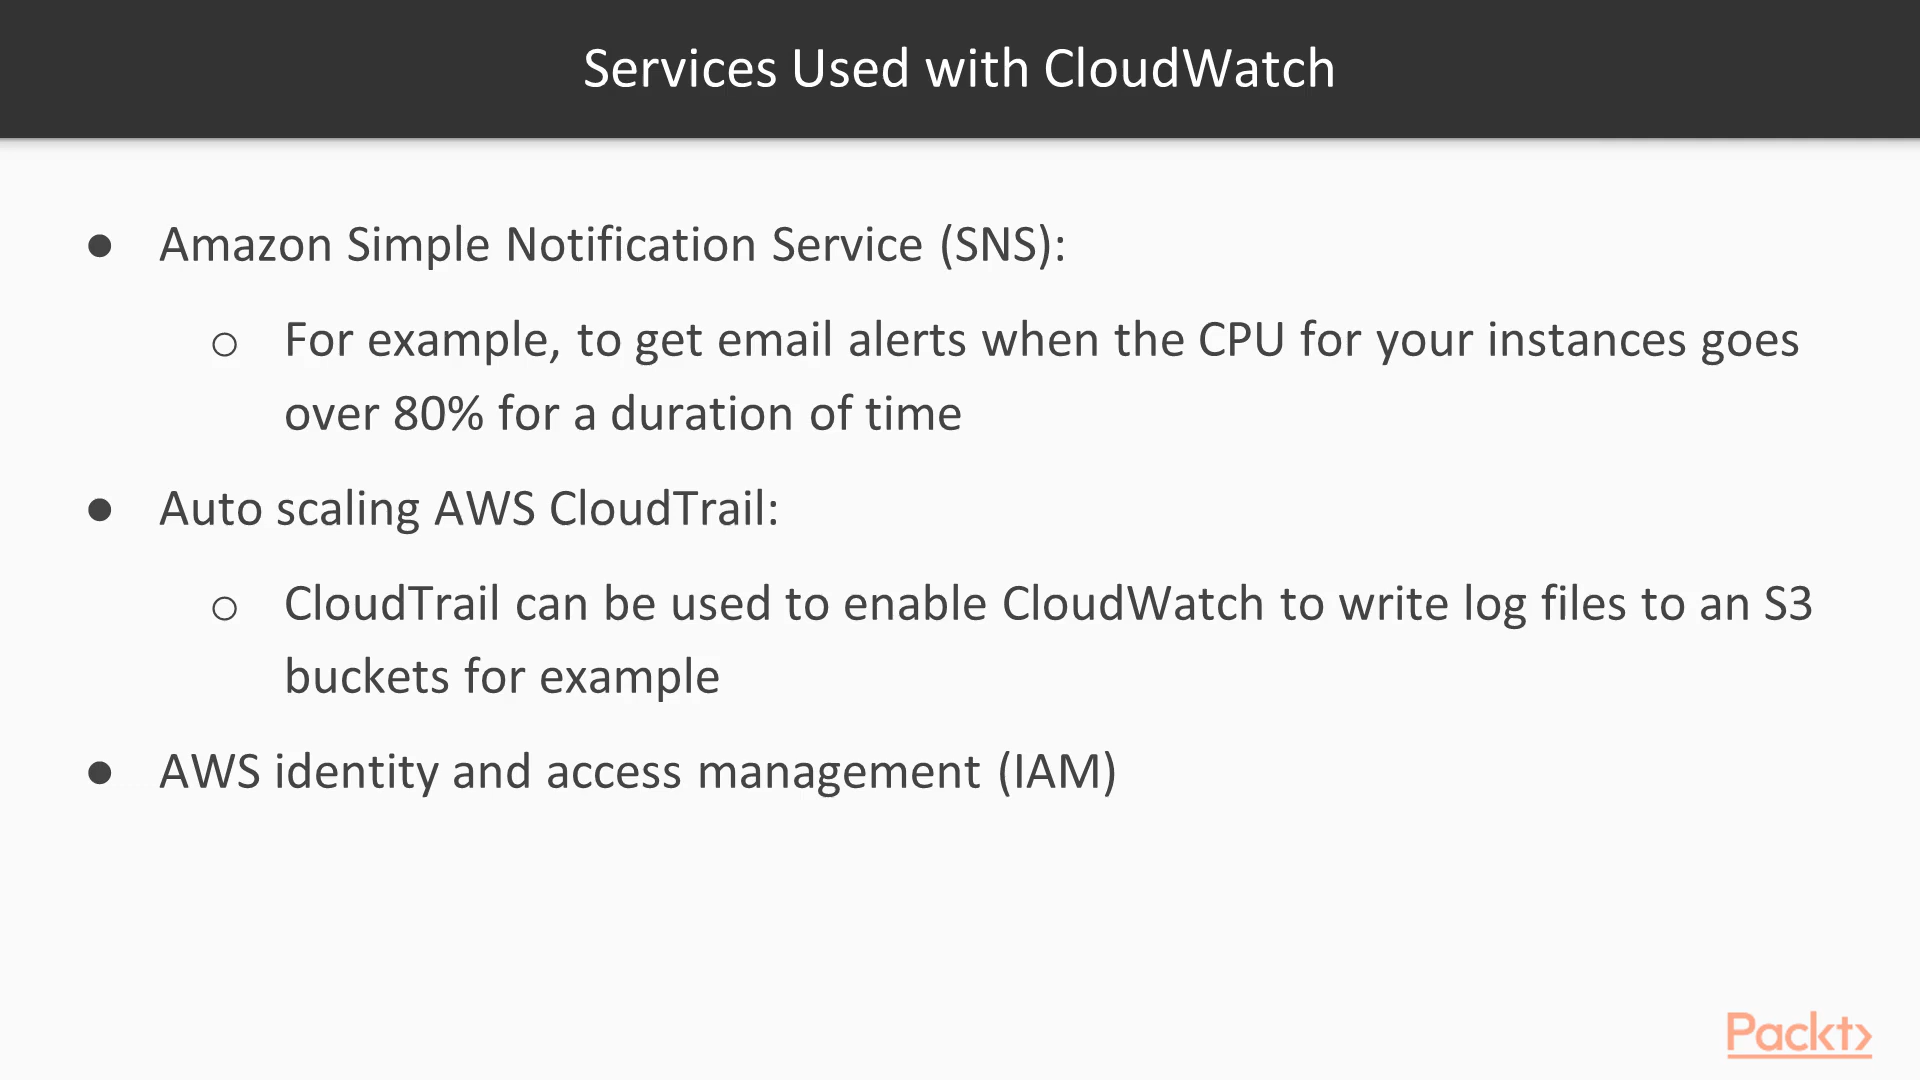 Services Used with CloudWatch
● Amazon Simple Notification Service (SNS):
○ For example, to get email alerts when the CPU for your instances goes
over 80% for a duration of time
● Auto scaling AWS CloudTrail:
○ CloudTrail can be used to enable CloudWatch to write log files to an S3
buckets for example
● AWS identity and access management (IAM)
Packt>